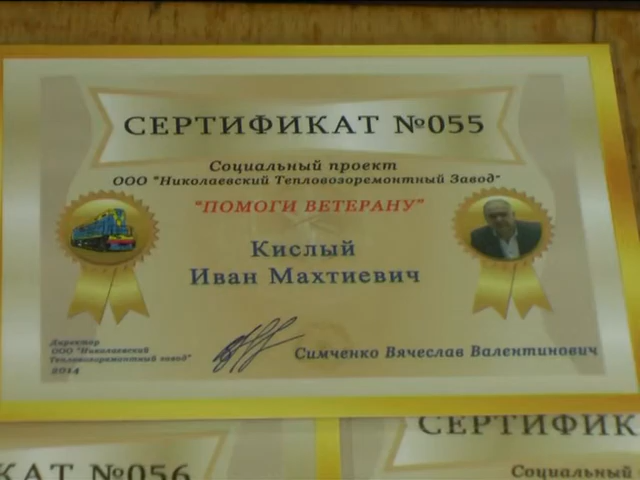 СЕРТИФИКАТ №055
Социальный проект
ООО "Николаевский Тепловозоремонтный Завод"
"ПОМОГИ ВЕТЕРАНУ"
Кислый
Иван Махтиевич
Директор
ООО "Николаевский
Тепловозоремонтный завод"
2014
Симченко Вячеслав Валентинович
СЕРТИФИК
КАТ №056
Социальный